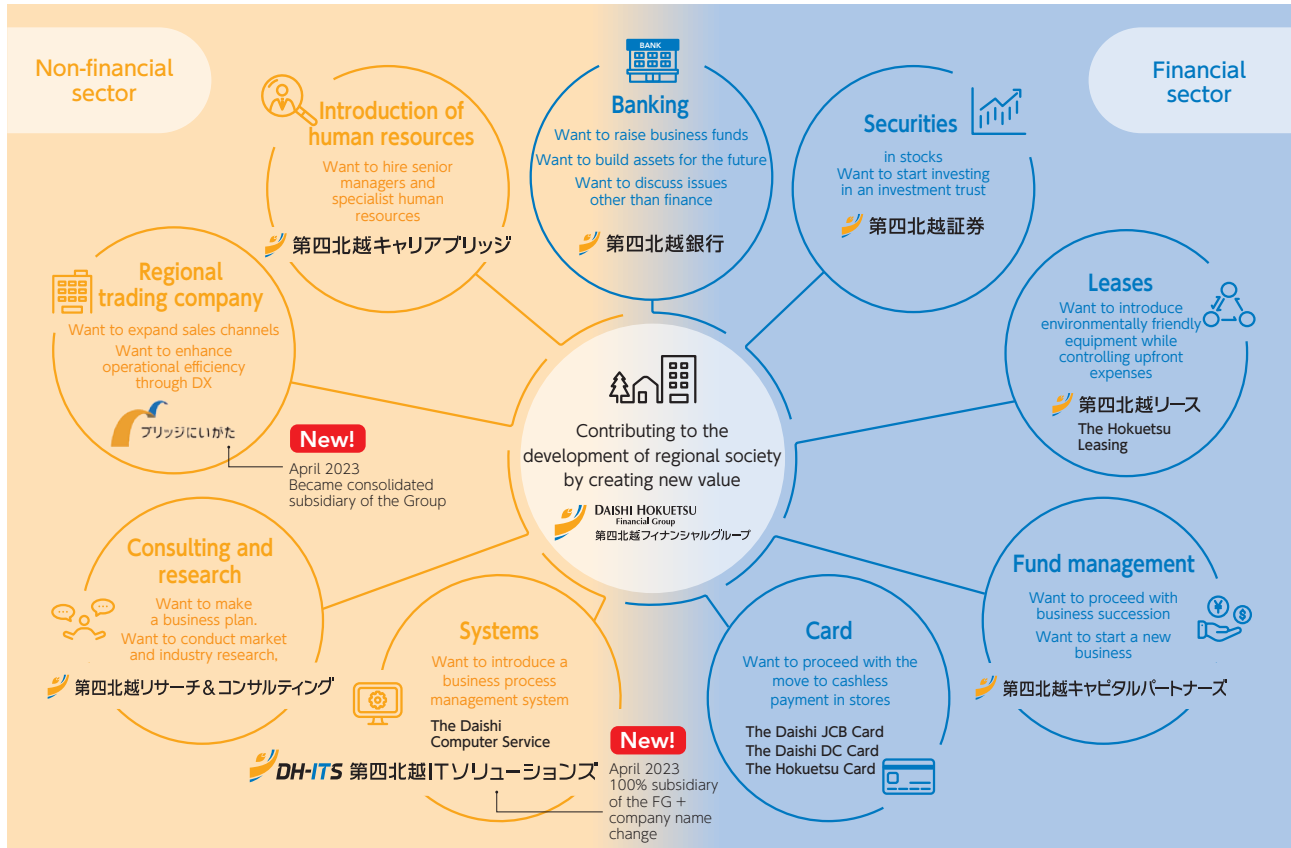 Non-financial
sector
Financial
sector
Introduction of
human resources
Want to hire senior
managers and
specialist human
resources
第四北越キャリアブリッジ
BANK
Banking
Want to raise business funds
Want to build assets for the future
Want to discuss issues
other than finance
第四北越銀行
Securities
in stocks
Want to start investing
in an investment trust
第四北越証券
Regional
trading company
Want to expand sales channels
Want to enhance
operational efficiency
through DX
ブリッジにいがた
New!
April 2023
Became consolidated
subsidiary of the Group
Leases
Want to introduce
environmentally friendly
equipment while
controlling upfront
expenses
第四北越リース
The Hokuetsu
Leasing
Contributing to the
development of regional society
by creating new value
DAISHI HOKUETSU
Financial Group
第四北越フィナンシャルグループ
Consulting and
research
Want to make
a business plan.
Want to conduct market
and industry research,
第四北越リサーチ&コンサルティング
Systems
Want to introduce a
business process
management system
The Daishi
Computer Service
DH-ITS 第四北越ITソリューションズ
New!
April 2023
100% subsidiary
of the FG +
company name
change
Card
Want to proceed with the
move to cashless
payment in stores
The Daishi JCB Card
The Daishi DC Card
The Hokuetsu Card
Fund management
Want to proceed with
business succession
Want to start a new
business
¥
$
第四北越キャピタルパートナーズ